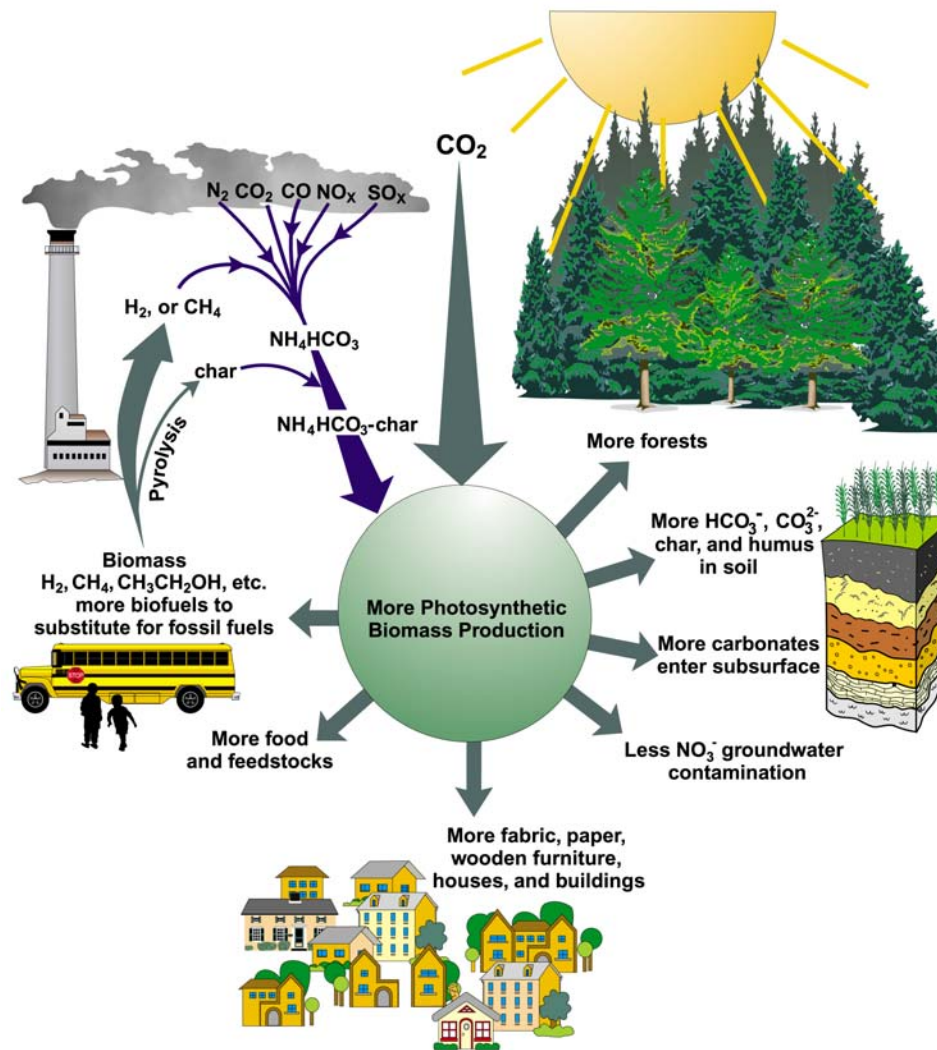 CO₂
N₂ CO₂ CO NOₓ SOₓ
H₂, or CH₄
NH₄HCO₃
char
NH₄HCO₃-char
Pyrolysis
More forests
More HCO₃⁻, CO₃²⁻,
char, and humus
in soil
Biomass
H₂, CH₄, CH₃CH₂OH, etc.
more biofuels to
substitute for fossil fuels
More Photosynthetic
Biomass Production
More carbonates
enter subsurface
STOP
More food
and feedstocks
Less NO₃⁻ groundwater
contamination
More fabric, paper,
wooden furniture,
houses, and buildings